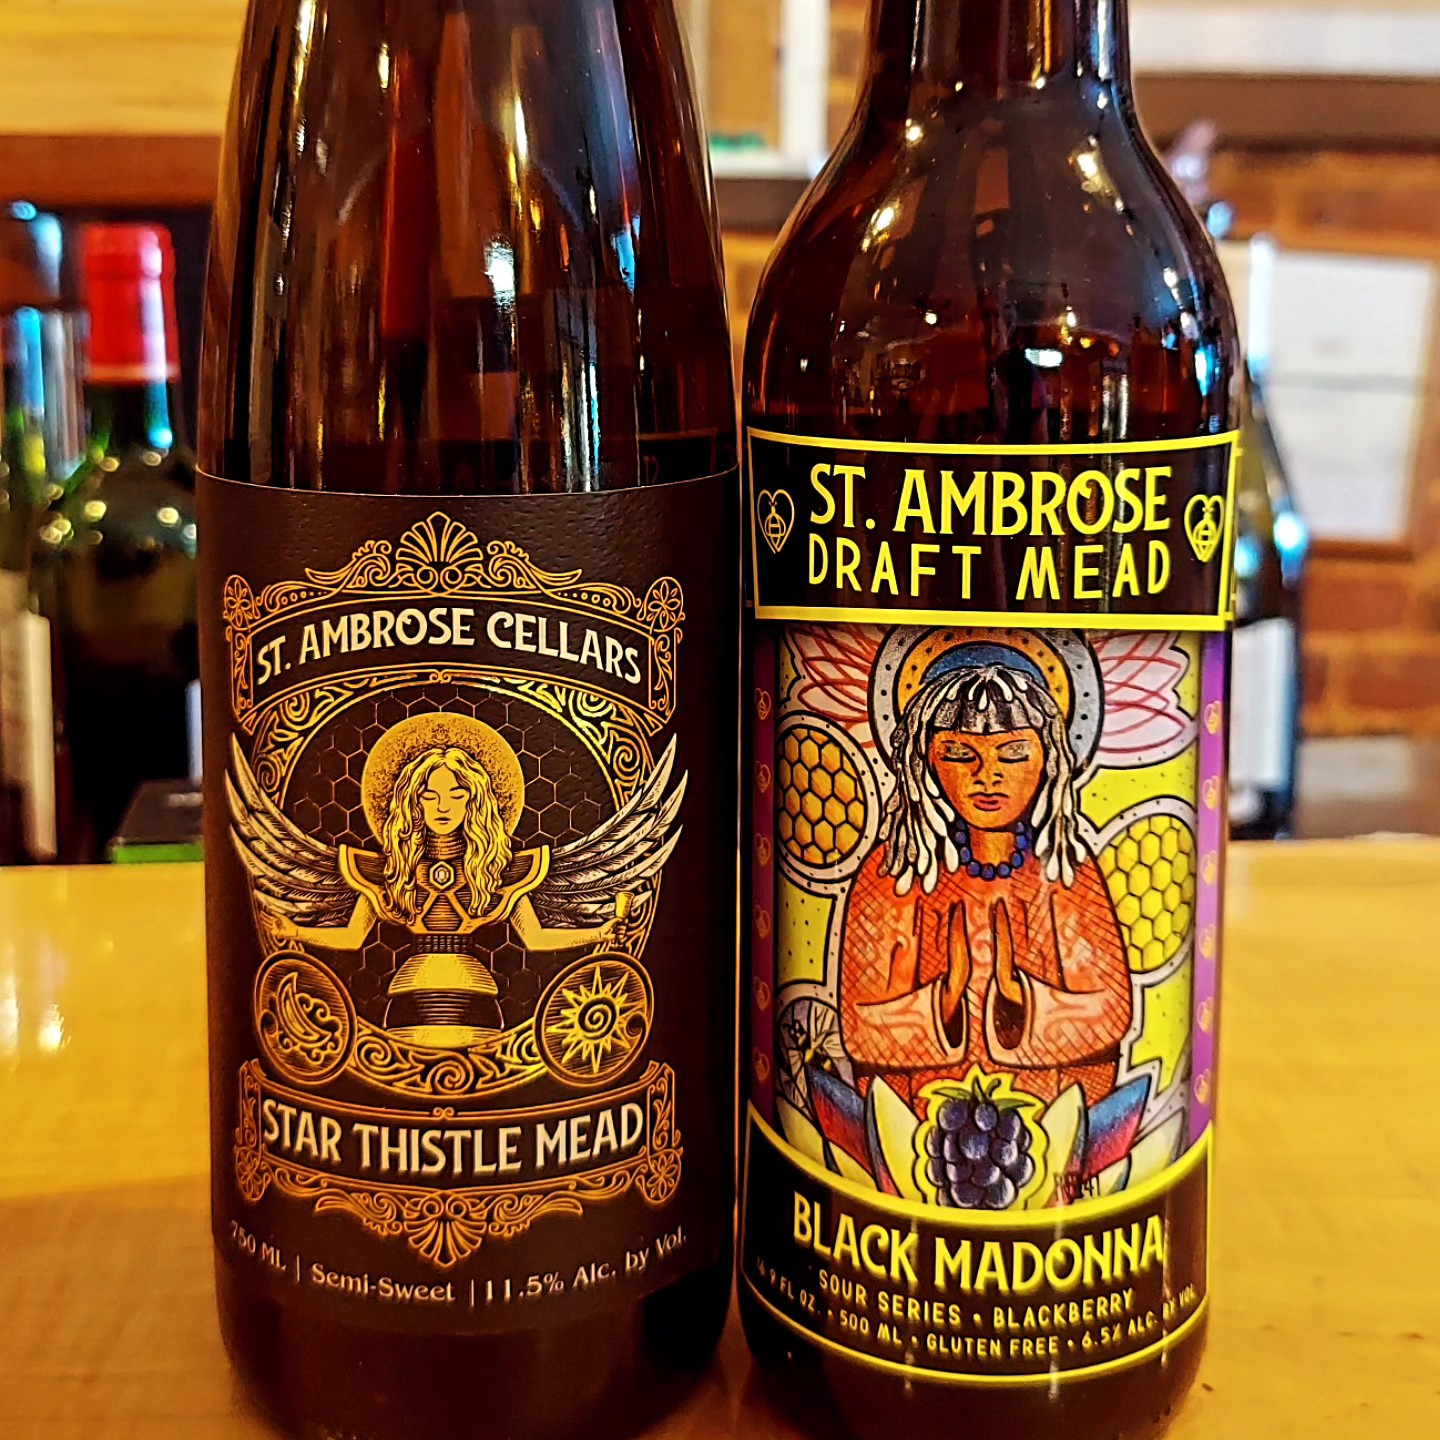 ST. AMBROSE CELLARS
STAR THISTLE MEAD
750 ML | Semi-Sweet | 11.5% Alc. by Vol.
ST. AMBROSE
DRAFT MEAD
BLACK MADONNA
SOUR SERIES • BLACKBERRY
16.9 FL OZ. • 500 ML • GLUTEN FREE • 6.5% ALC. BY VOL